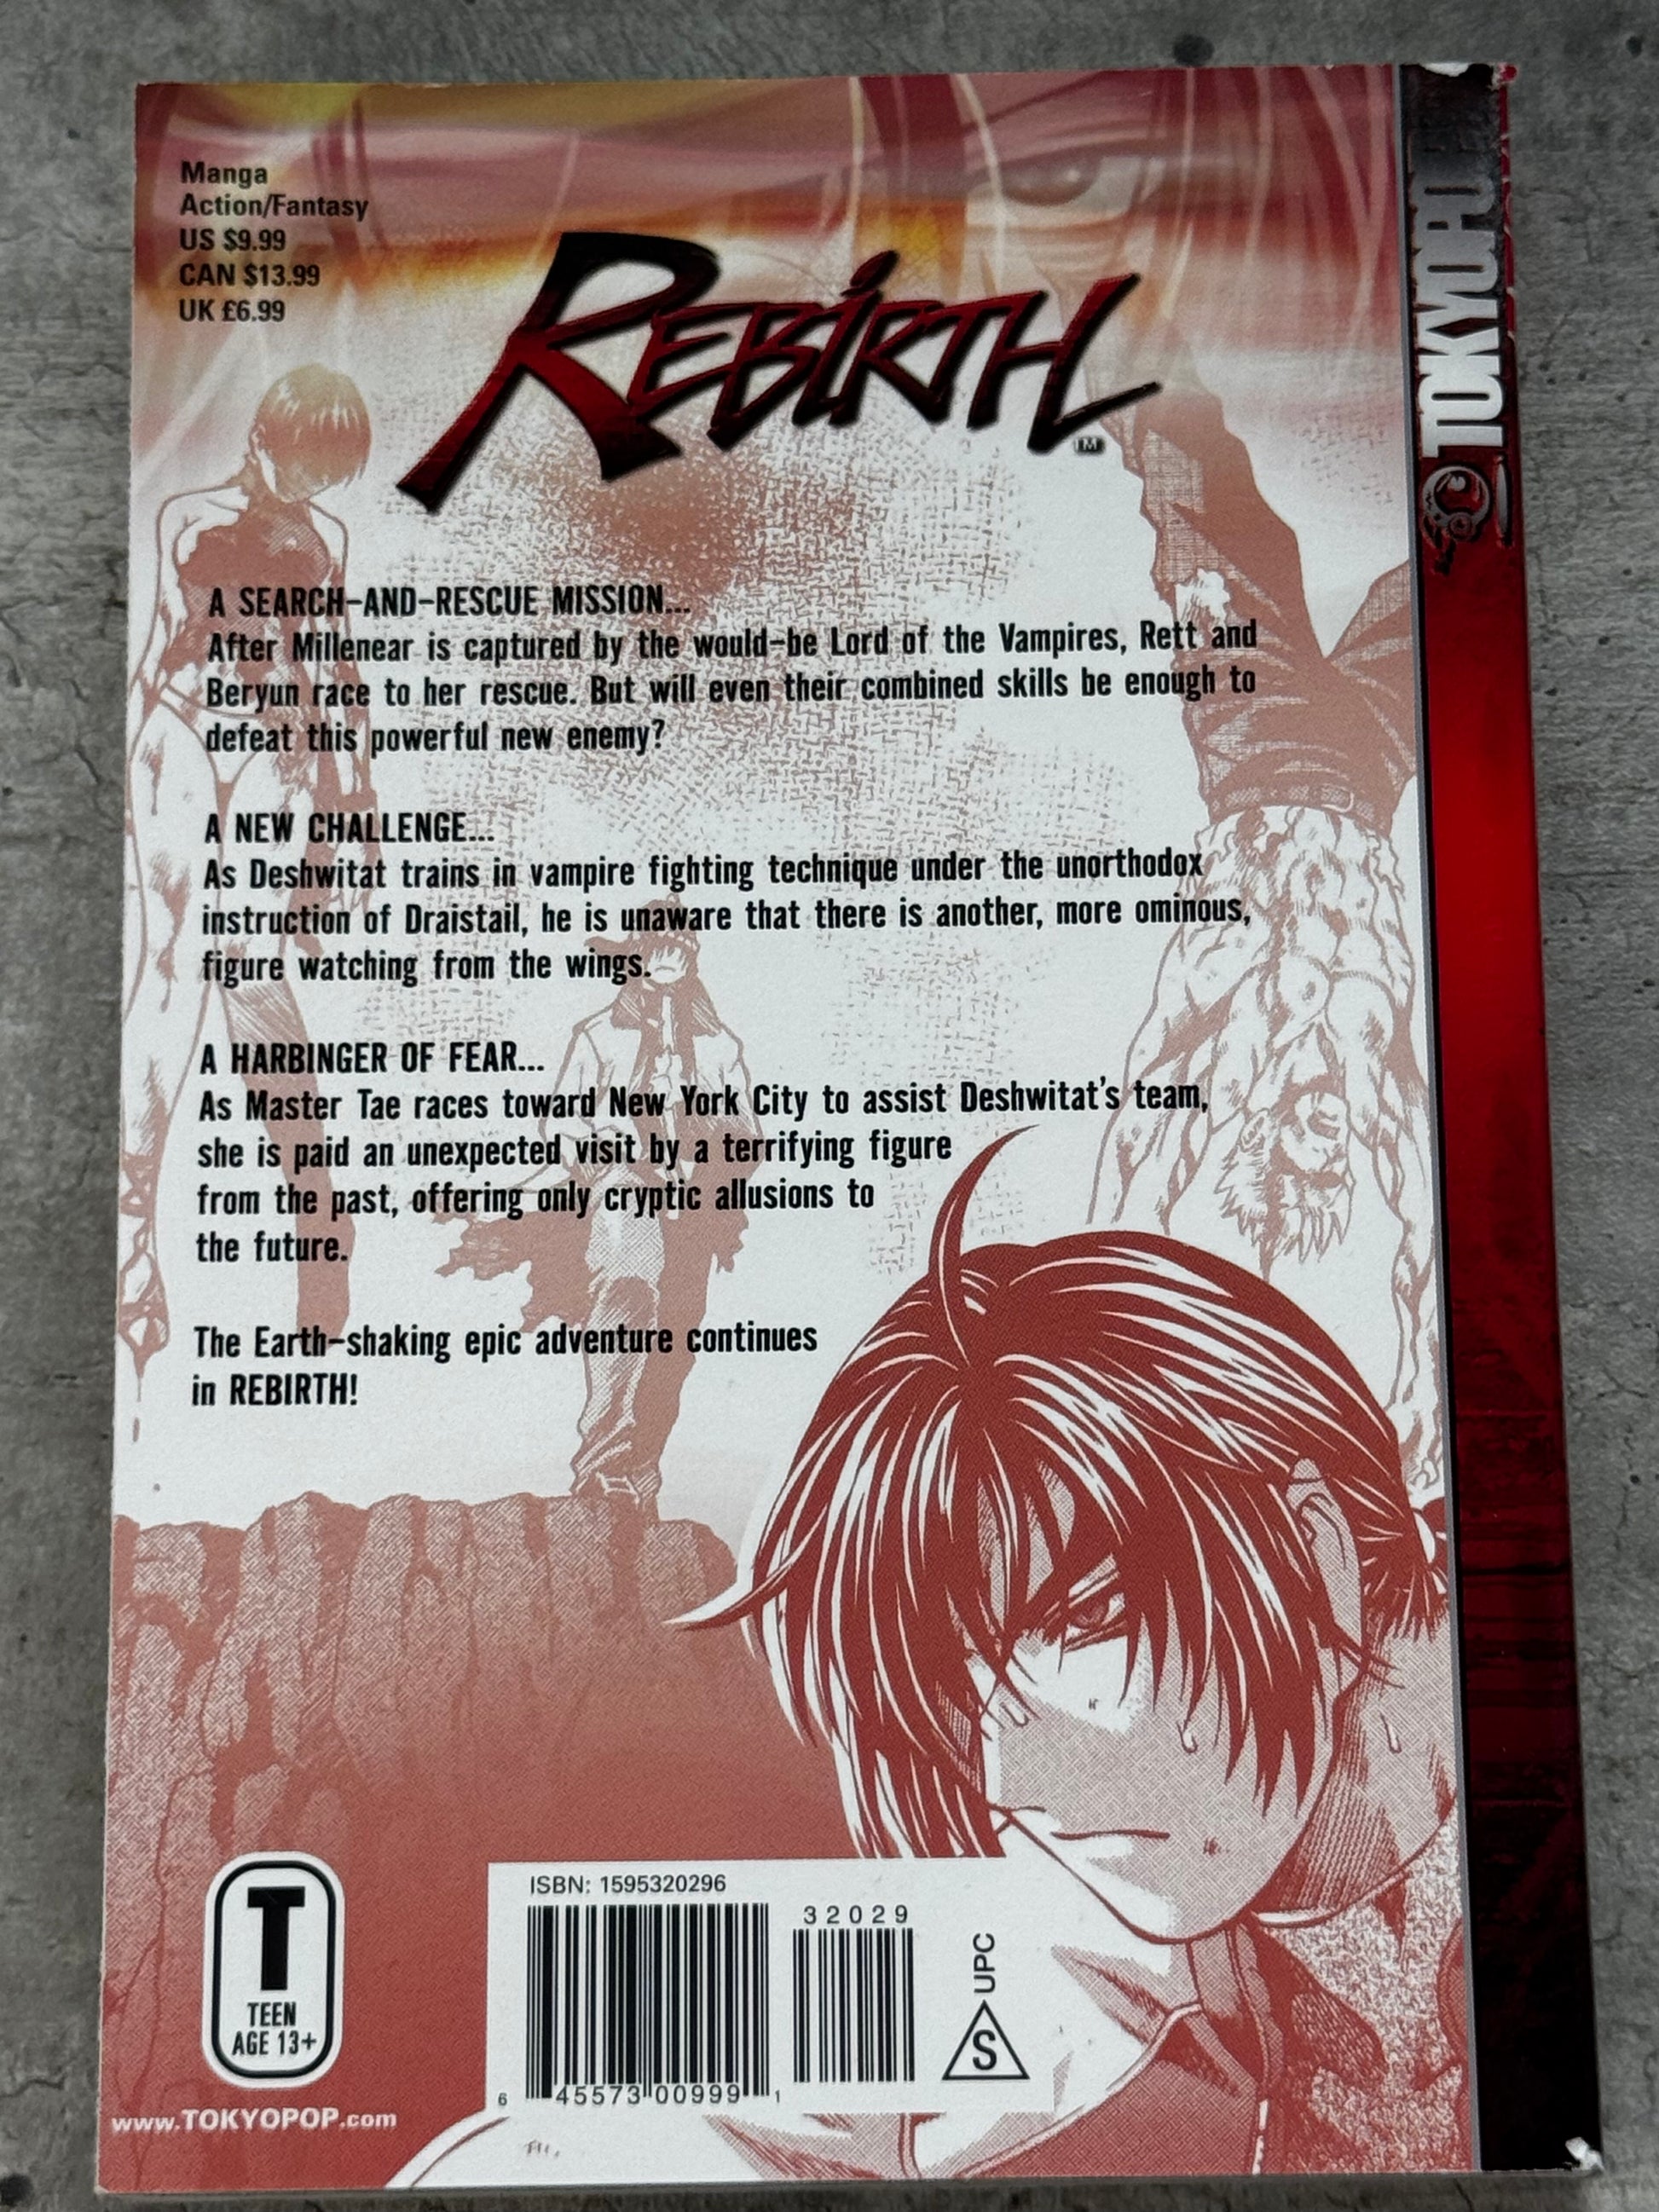 Manga
Action/Fantasy
US $9.99
CAN $13.99
UK £6.99
REBIRTH
TM
TOKYOPOP
A SEARCH-AND-RESCUE MISSION...
After Millenear is captured by the would-be Lord of the Vampires, Rett and
Beryun race to her rescue. But will even their combined skills be enough to
defeat this powerful new enemy?
A NEW CHALLENGE...
As Deshwitat trains in vampire fighting technique under the unorthodox
instruction of Draistail, he is unaware that there is another, more ominous,
figure watching from the wings.
A HARBINGER OF FEAR...
As Master Tae races toward New York City to assist Deshwitat's team,
she is paid an unexpected visit by a terrifying figure
from the past, offering only cryptic allusions to
the future.
The Earth-shaking epic adventure continues
in REBIRTH!
T
TEEN
AGE 13+
www.TOKYOPOP.com
ISBN: 1595320296
32029
6 45573 00999 1
UPC
S